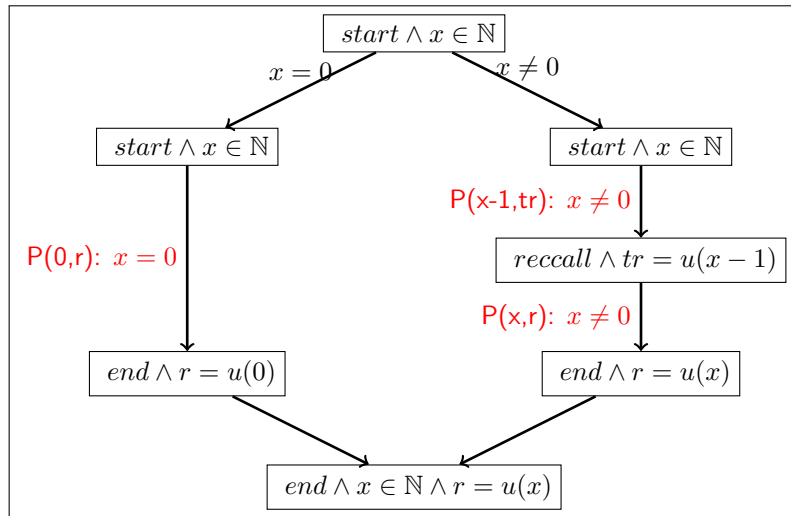 start ∧ x ∈ ℕ
x = 0
x ≠ 0
start ∧ x ∈ ℕ
start ∧ x ∈ ℕ
P(x-1,tr): x ≠ 0
P(0,r): x = 0
reccall ∧ tr = u(x − 1)
P(x,r): x ≠ 0
end ∧ r = u(0)
end ∧ r = u(x)
end ∧ x ∈ ℕ ∧ r = u(x)